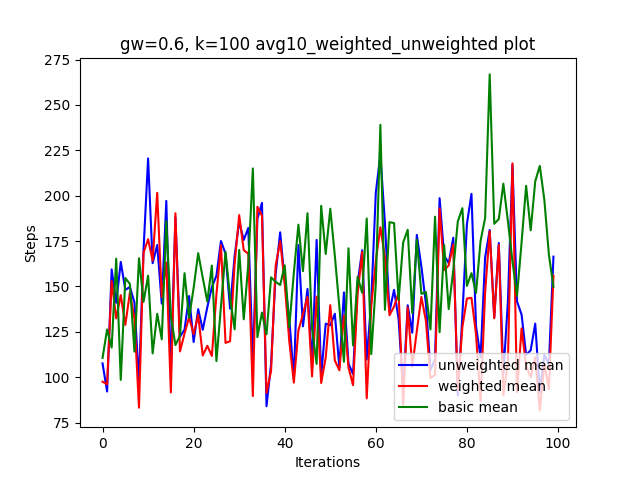 gw=0.6, k=100 avg10_weighted_unweighted plot
275
250
225
200
175
150
125
100
75
Steps
unweighted mean
weighted mean
basic mean
0 20 40 60 80 100
Iterations